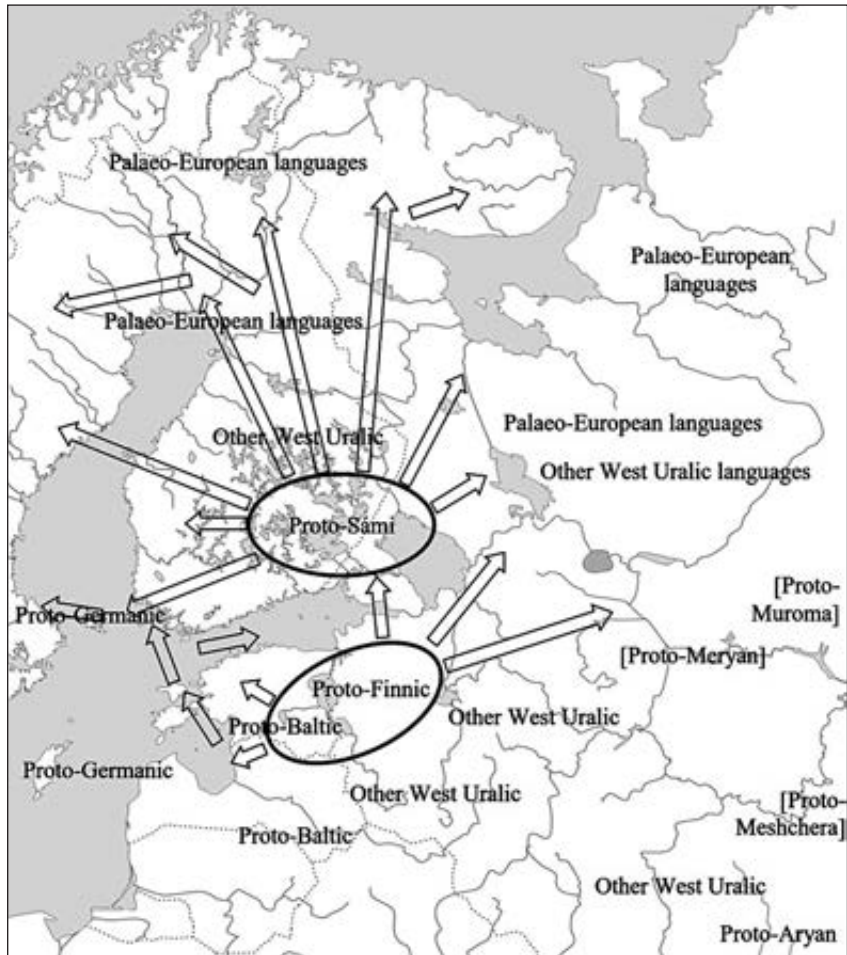 Palaeo-European languages
Palaeo-European
languages
Palaeo-European languages
Palaeo-European languages
Other West Uralic
Other West Uralic languages
Proto-Sámi
[Proto-
Muroma]
Proto-Germanic
[Proto-Meryan]
Proto-Finnic
Other West Uralic
Proto-Baltic
Proto-Germanic
Other West Uralic
[Proto-
Meshchera]
Proto-Baltic
Other West Uralic
Proto-Aryan